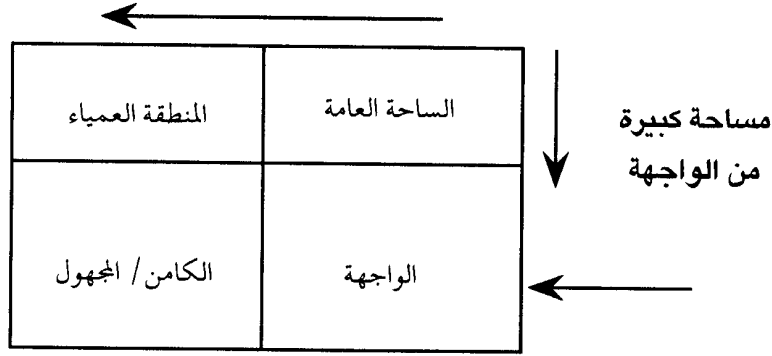 الساحة العامة
المنطقة العمياء
مساحة كبيرة
من الواجهة
الواجهة
الكامن / المجهول